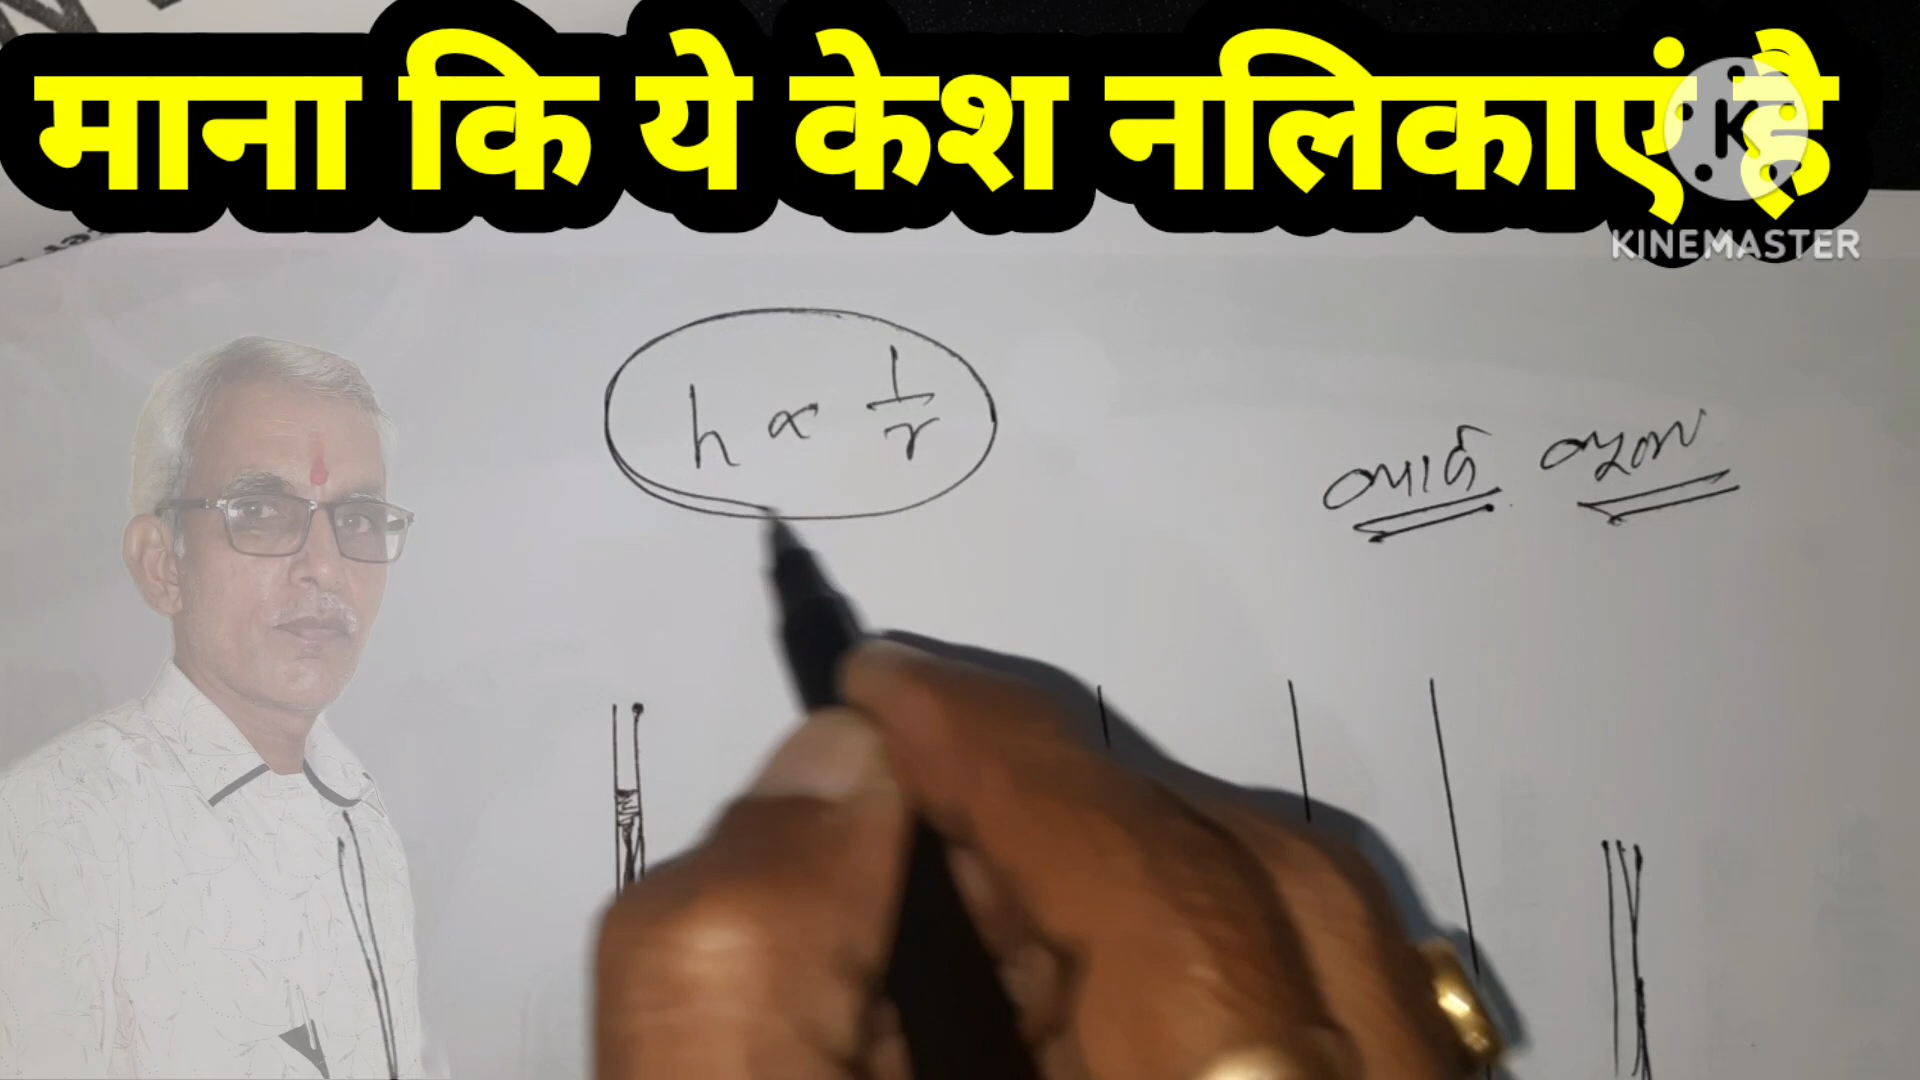 माना कि ये केश नलिकाएं है
KINEMASTER
h ∝ 1/r